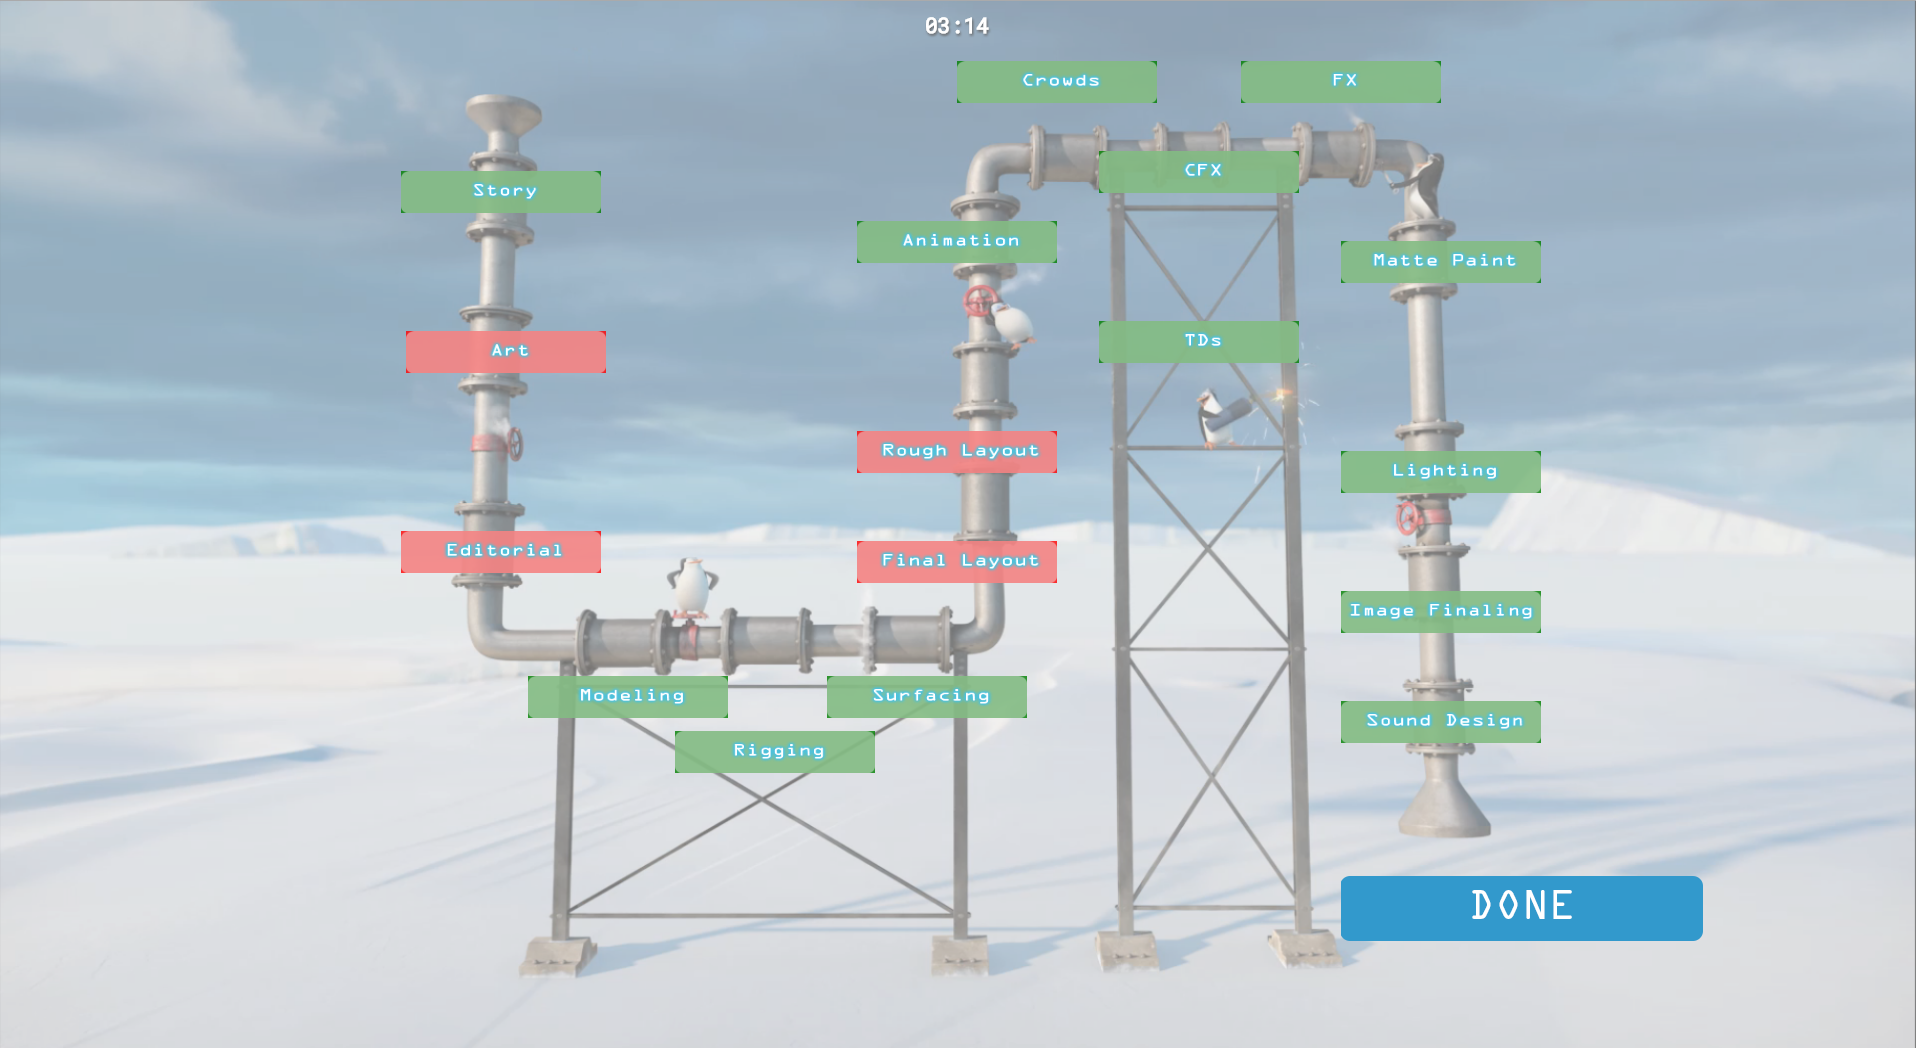 03:14
Crowds
FX
CFX
Story
Animation
Matte Paint
TDs
Art
Rough Layout
Lighting
Editorial
Final Layout
Image Finaling
Modeling
Surfacing
Sound Design
Rigging
DONE